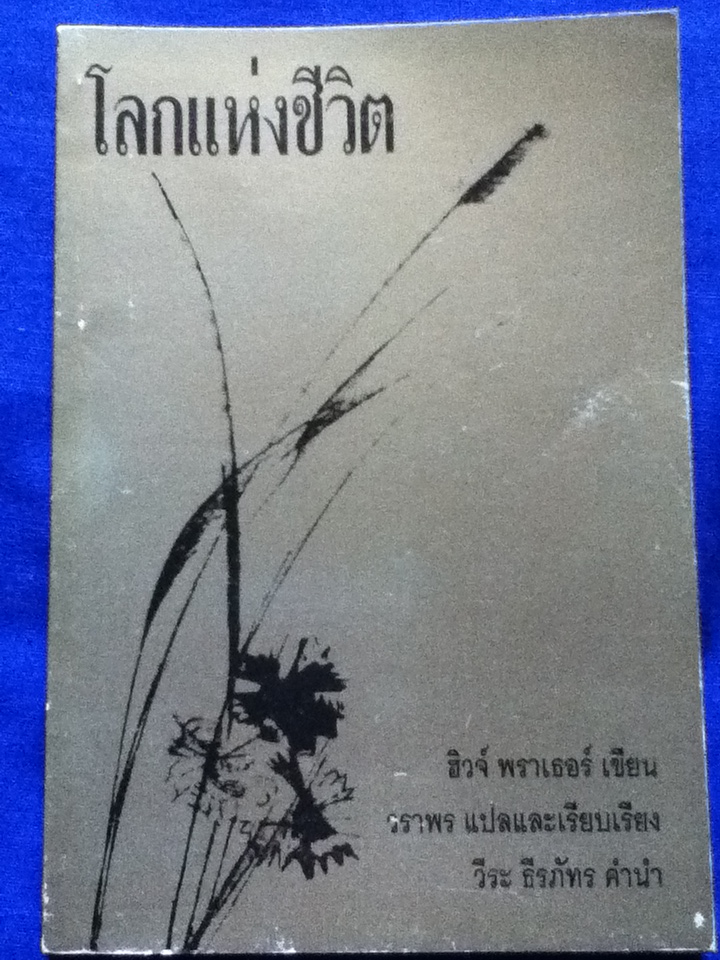 โลกแห่งชีวิต
ฮิวจ์ พราเธอร์ เขียน
วราพร แปลและเรียบเรียง
วีระ ธีรภัทร คำนำ